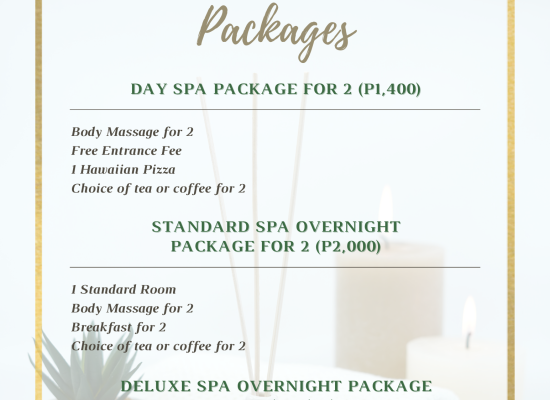 Packages
DAY SPA PACKAGE FOR 2 (P1,400)
Body Massage for 2
Free Entrance Fee
1 Hawaiian Pizza
Choice of tea or coffee for 2
STANDARD SPA OVERNIGHT
PACKAGE FOR 2 (P2,000)
1 Standard Room
Body Massage for 2
Breakfast for 2
Choice of tea or coffee for 2
DELUXE SPA OVERNIGHT PACKAGE